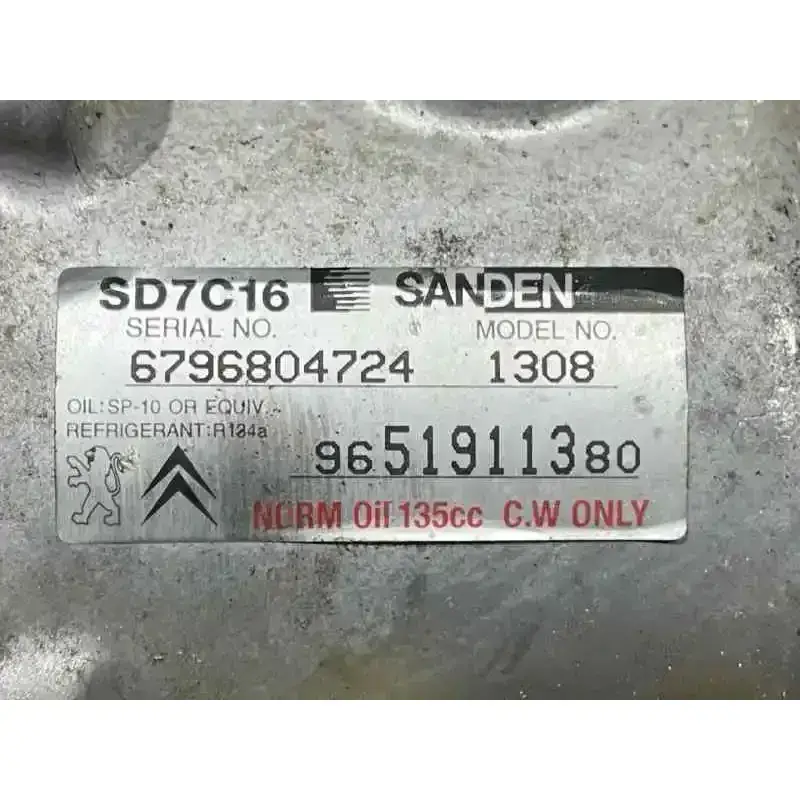 SD7C16 SANDEN
SERIAL NO. ® MODEL NO.
6796804724 1308
OIL:SP-10 OR EQUIV.
REFRIGERANT:R134a
9651911380
NORM Oil 135cc C.W ONLY